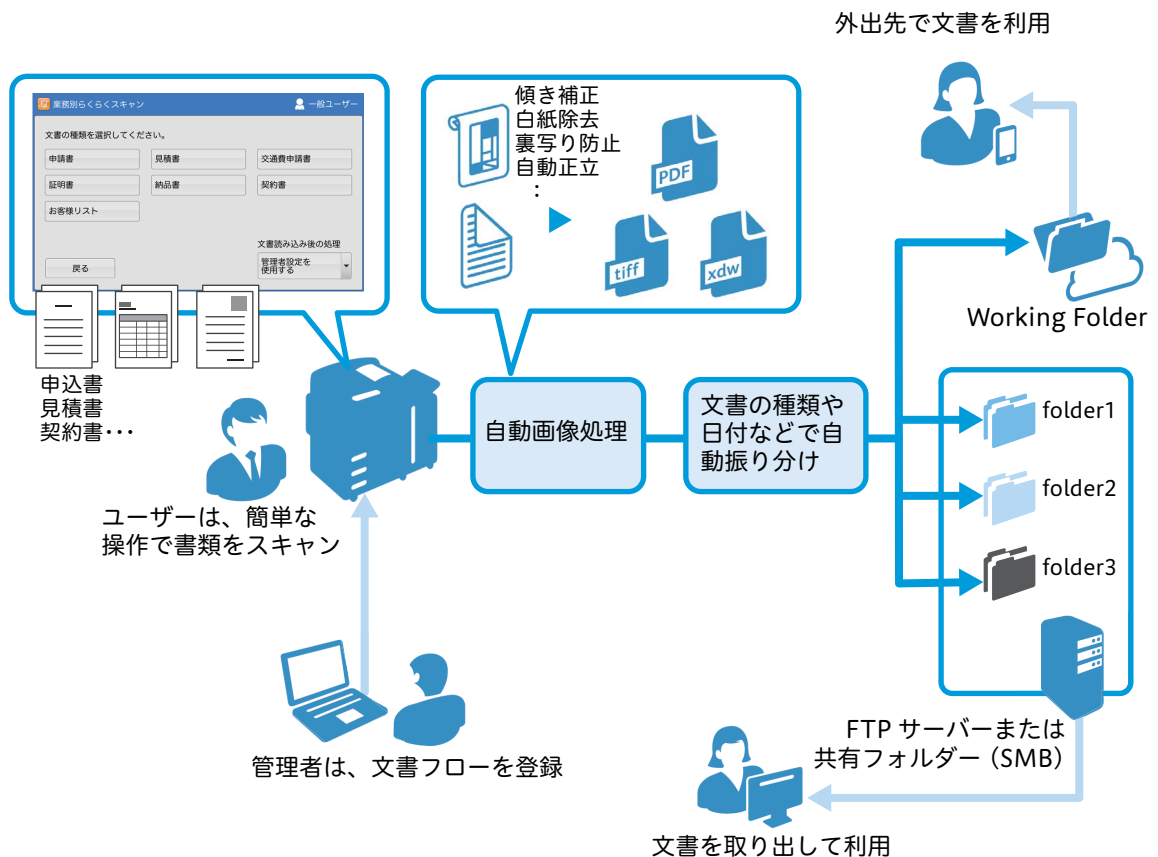 外出先で文書を利用
業務別らくらくスキャン
一般ユーザー
文書の種類を選択してください。
申請書
見積書
交通費申請書
証明書
納品書
契約書
お客様リスト
文書読み込み後の処理
管理者設定を
使用する
戻る
傾き補正
白紙除去
裏写り防止
自動正立
:
PDF
tiff
xdw
Working Folder
申込書
見積書
契約書・・・
自動画像処理
文書の種類や
日付などで自
動振り分け
folder1
folder2
folder3
ユーザーは、簡単な
操作で書類をスキャン
管理者は、文書フローを登録
FTP サーバーまたは
共有フォルダー（SMB）
文書を取り出して利用